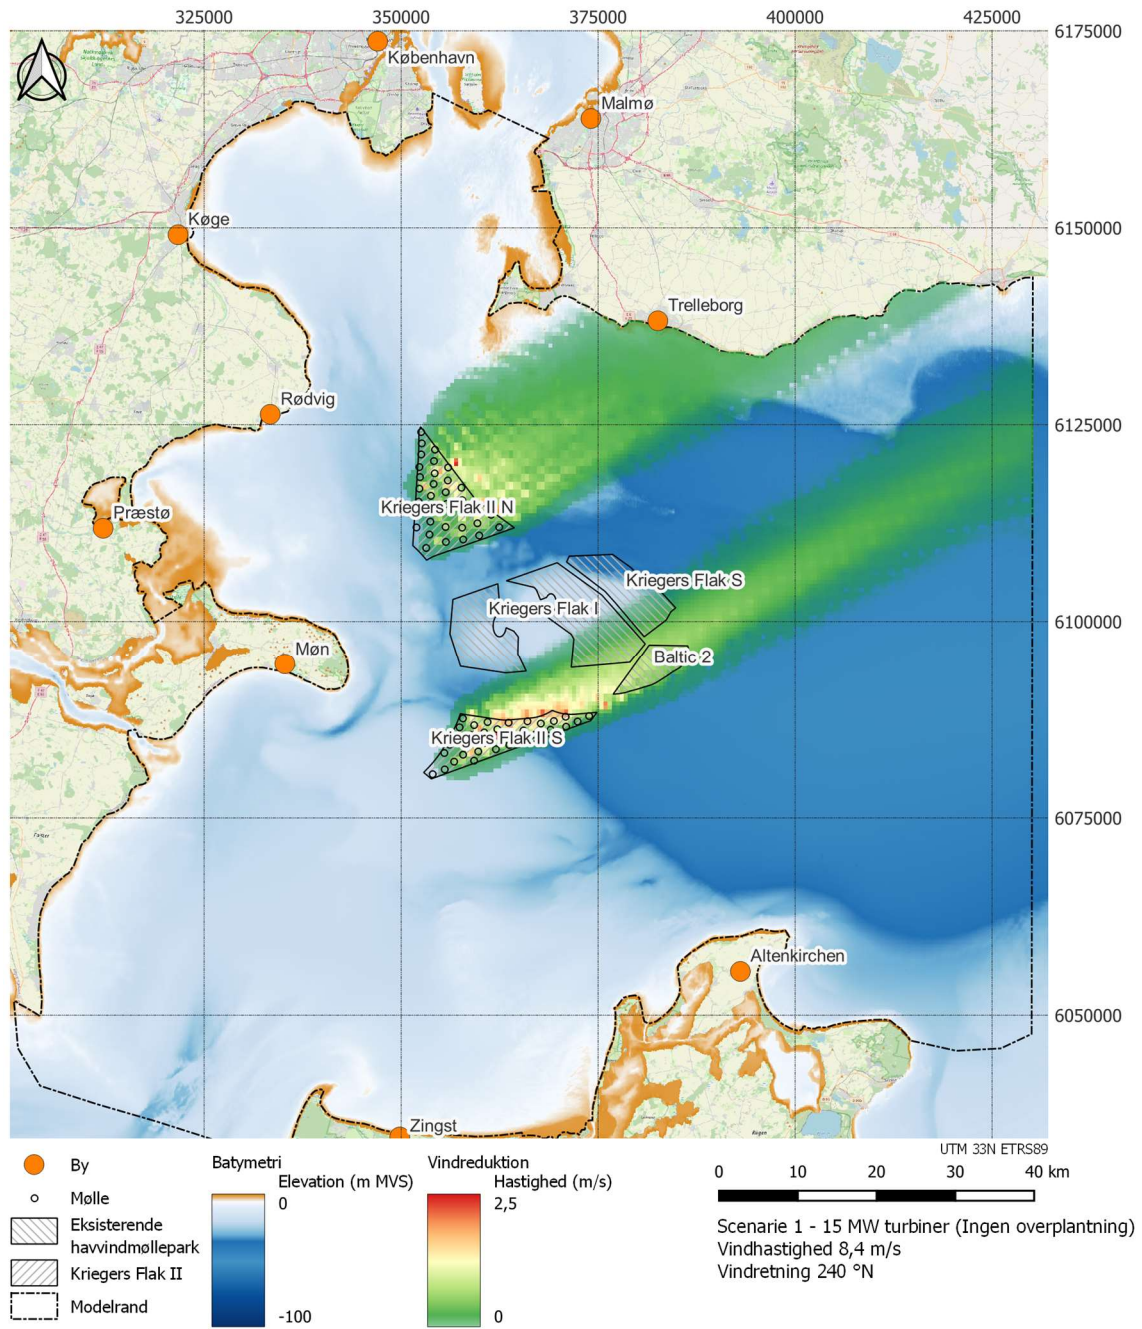 325000 350000 375000 400000 425000
6175000
København
Malmø
Køge
6150000
Trelleborg
Rødvig
6125000
Kriegers Flak II N
Præstø
Kriegers Flak S
Kriegers Flak I
6100000
Møn
Baltic 2
Kriegers Flak II S
6075000
Altenkirchen
6050000
Zingst
UTM 33N ETRS89
By
Mølle
Eksisterende
havvindmøllepark
Kriegers Flak II
Modelrand
Batymetri
Elevation (m MVS)
0
-100
Vindreduktion
Hastighed (m/s)
2,5
0
0 10 20 30 40 km
Scenarie 1 - 15 MW turbiner (Ingen overplantning)
Vindhastighed 8,4 m/s
Vindretning 240 °N